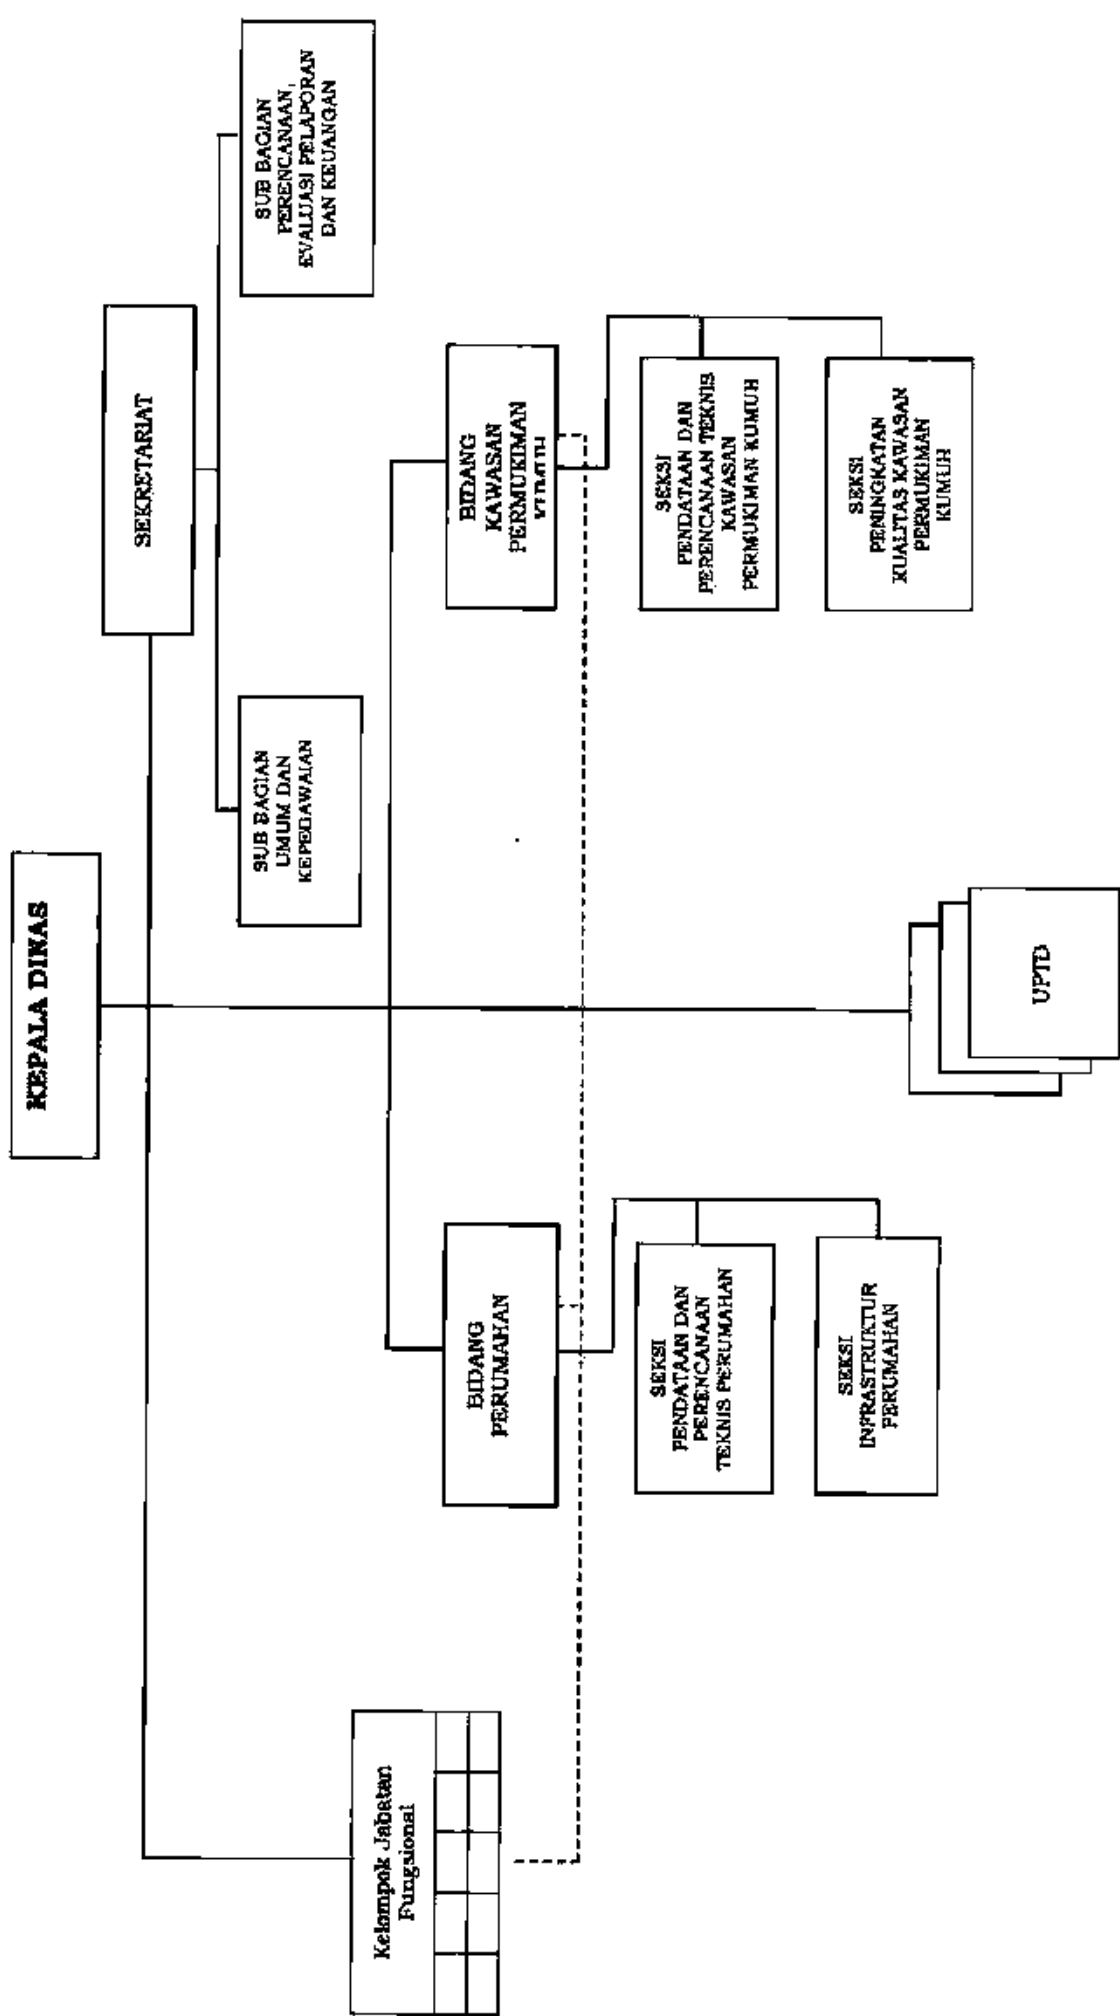 KEPALA DINAS
SEKRETARIAT
SUB BAGIAN
UMUM DAN
KEPEGAWAIAN
SUB BAGIAN
PERENCANAAN,
EVALUASI PELAPORAN
DAN KEUANGAN
Kelompok Jabatan
Fungsional
BIDANG
PERUMAHAN
BIDANG
KAWASAN
PERMUKIMAN
KUMUH
SEKSI
PENDATAAN DAN
PERENCANAAN
TEKNIS PERUMAHAN
SEKSI
PENDATAAN DAN
PERENCANAAN TEKNIS
KAWASAN
PERMUKIMAN KUMUH
SEKSI
INFRASTRUKTUR
PERUMAHAN
SEKSI
PENINGKATAN
KUALITAS KAWASAN
PERMUKIMAN
KUMUH
UPTD